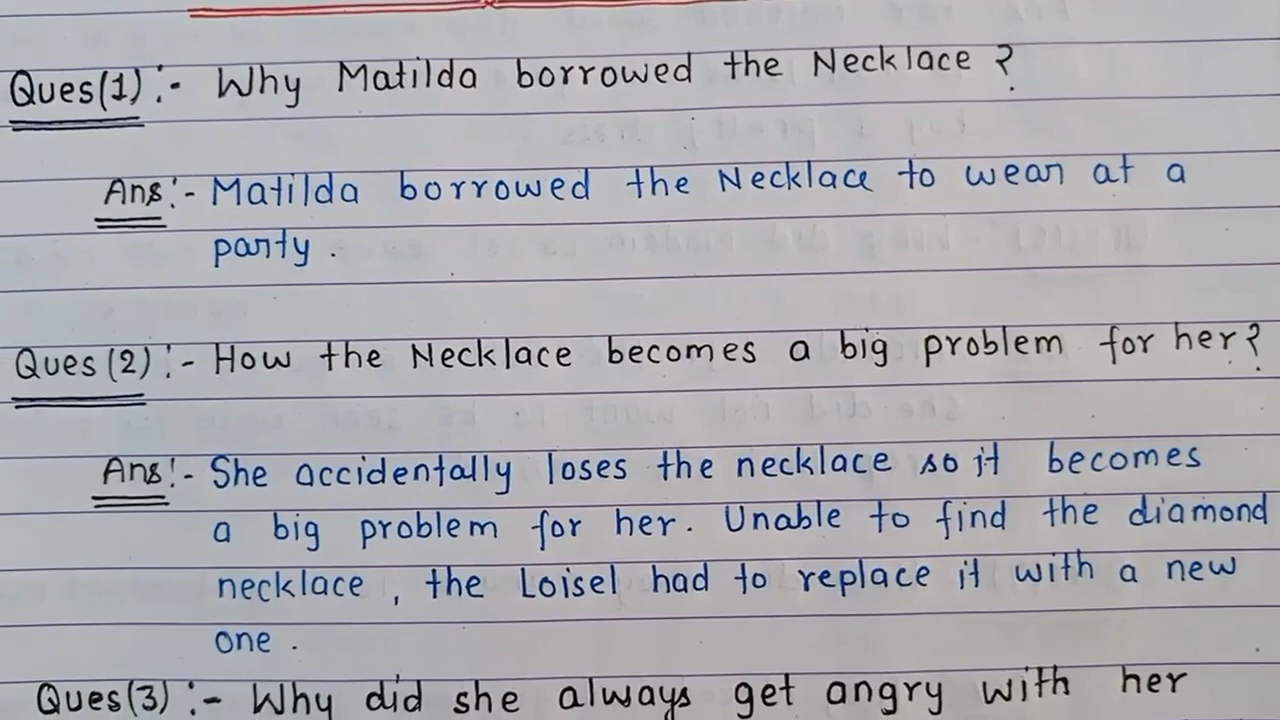 Ques(1):- Why Matilda borrowed the Necklace ?
Ans:- Matilda borrowed the Necklace to wear at a
party .
Ques (2):- How the Necklace becomes a big problem for her?
Ans:- She accidentally loses the necklace so it becomes
a big problem for her. Unable to find the diamond
necklace , the Loisel had to replace it with a new
one .
Ques(3):- Why did she always get angry with her